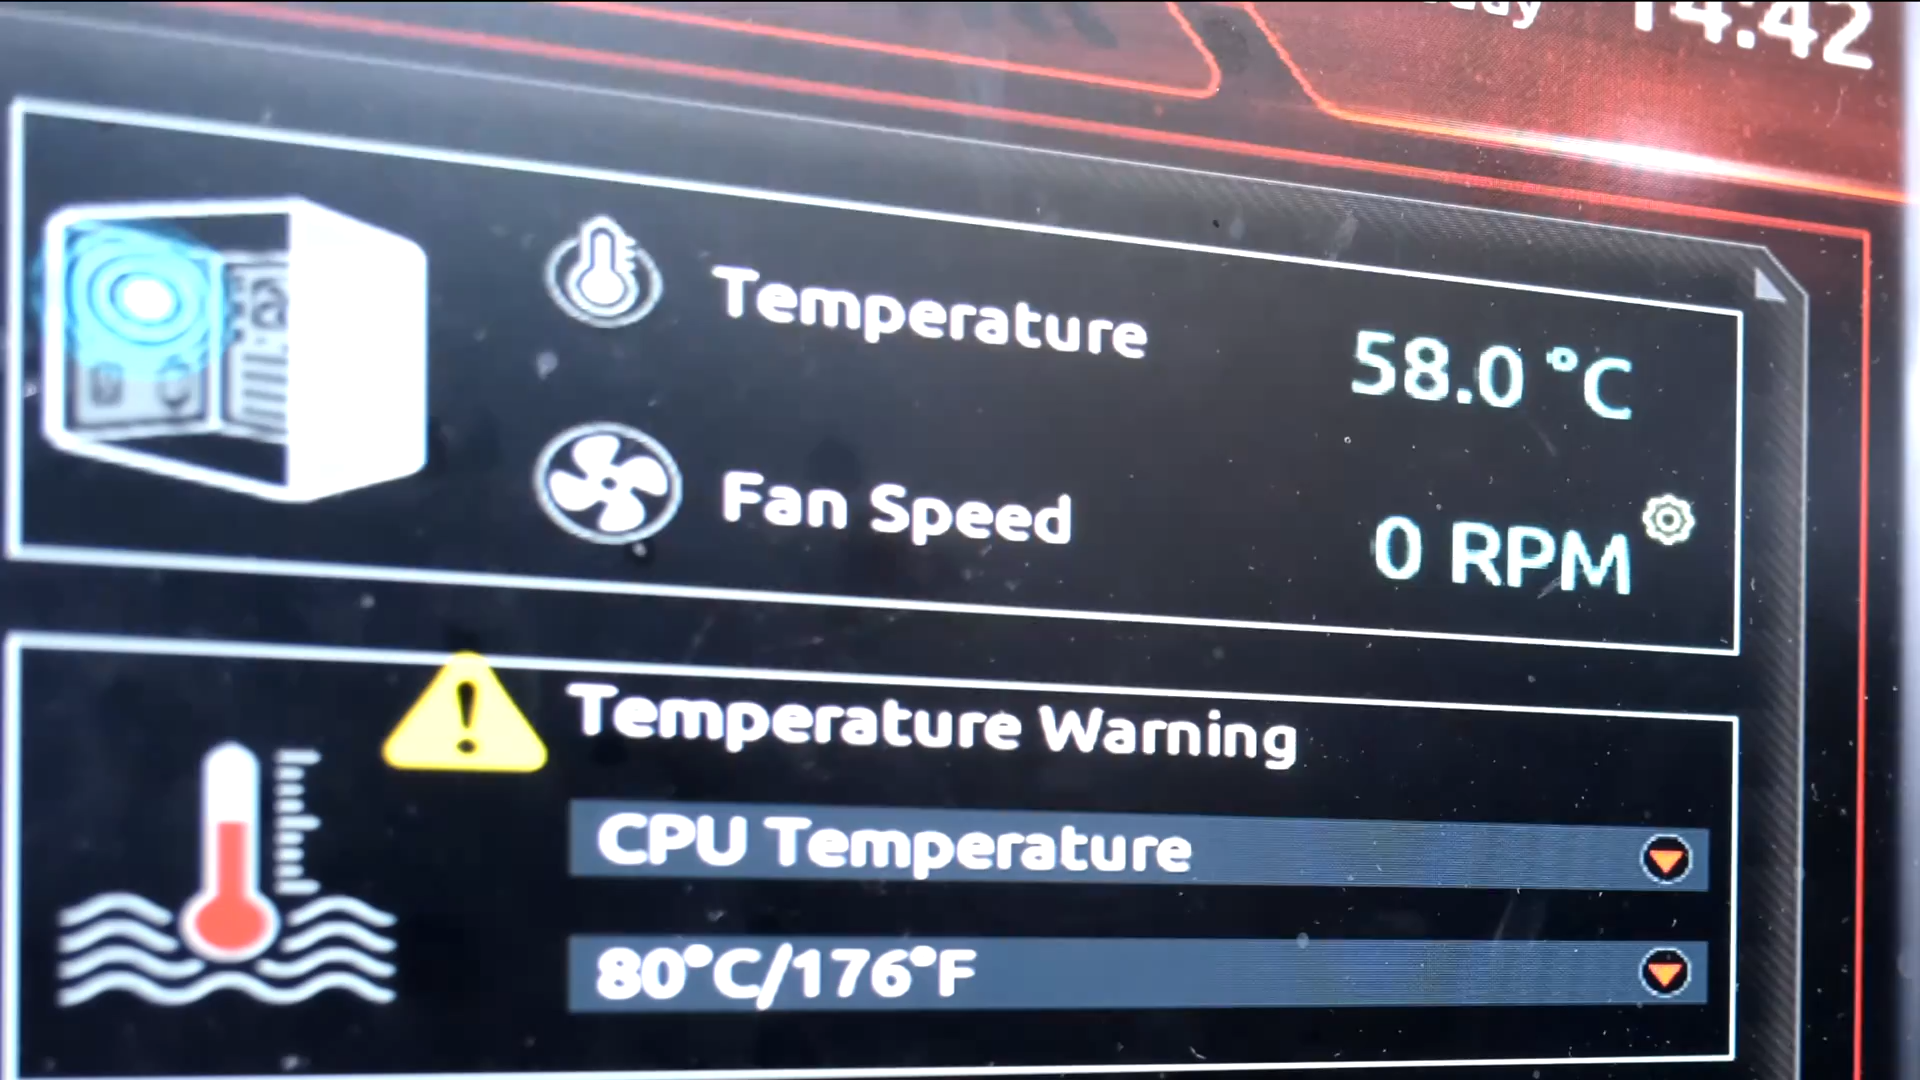 14:42
Temperature
58.0 °C
Fan Speed
0 RPM
Temperature Warning
CPU Temperature
80°C/176°F